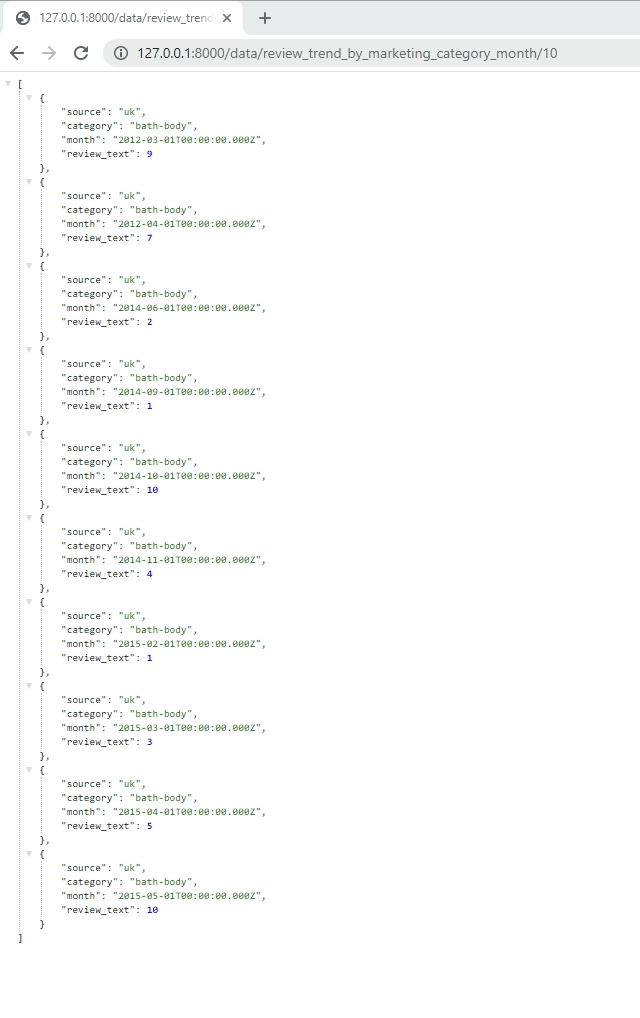 127.0.0.1:8000/data/review_trend
127.0.0.1:8000/data/review_trend_by_marketing_category_month/10
[
{
"source": "uk",
"category": "bath-body",
"month": "2012-03-01T00:00:00.000Z",
"review_text": 9
},
{
"source": "uk",
"category": "bath-body",
"month": "2012-04-01T00:00:00.000Z",
"review_text": 7
},
{
"source": "uk",
"category": "bath-body",
"month": "2014-06-01T00:00:00.000Z",
"review_text": 2
},
{
"source": "uk",
"category": "bath-body",
"month": "2014-09-01T00:00:00.000Z",
"review_text": 1
},
{
"source": "uk",
"category": "bath-body",
"month": "2014-10-01T00:00:00.000Z",
"review_text": 10
},
{
"source": "uk",
"category": "bath-body",
"month": "2014-11-01T00:00:00.000Z",
"review_text": 4
},
{
"source": "uk",
"category": "bath-body",
"month": "2015-02-01T00:00:00.000Z",
"review_text": 1
},
{
"source": "uk",
"category": "bath-body",
"month": "2015-03-01T00:00:00.000Z",
"review_text": 3
},
{
"source": "uk",
"category": "bath-body",
"month": "2015-04-01T00:00:00.000Z",
"review_text": 5
},
{
"source": "uk",
"category": "bath-body",
"month": "2015-05-01T00:00:00.000Z",
"review_text": 10
}
]